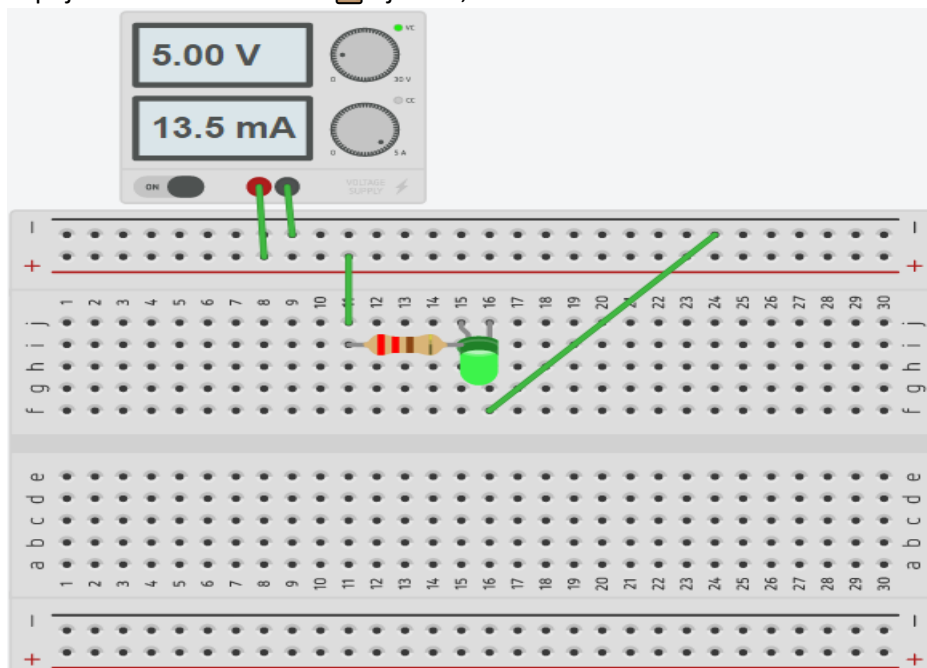 5.00 V
VC
0
30 V
13.5 mA
CC
0
5 A
ON
VOLTAGE
SUPPLY
− −
+ +
1 2 3 4 5 6 7 8 9 10 11 12 13 14 15 16 17 18 19 20 21 22 23 24 25 26 27 28 29 30
j j
i i
h h
g g
f f
e e
d d
c c
b b
a a
1 2 3 4 5 6 7 8 9 10 11 12 13 14 15 16 17 18 19 20 21 22 23 24 25 26 27 28 29 30
− −
+ +